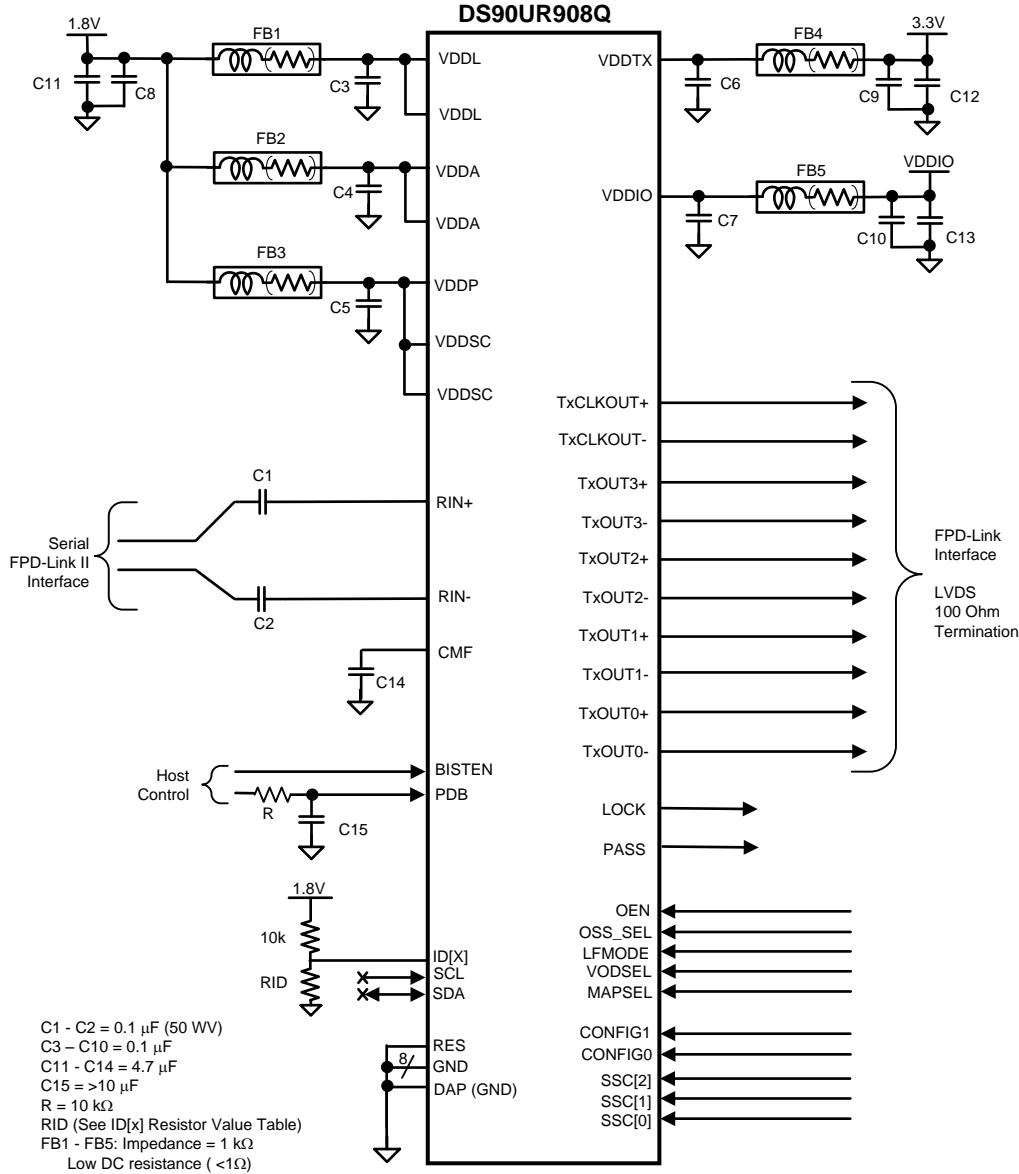 DS90UR908Q
1.8V
C11
C8
FB1
C3
VDDL
VDDL
FB2
C4
VDDA
VDDA
FB3
C5
VDDP
VDDSC
VDDSC
VDDTX
C6
FB4
3.3V
C9
C12
VDDIO
C7
FB5
VDDIO
C10
C13
Serial
FPD-Link II
Interface
C1
RIN+
C2
RIN-
CMF
C14
TxCLKOUT+
TxCLKOUT-
TxOUT3+
TxOUT3-
TxOUT2+
TxOUT2-
TxOUT1+
TxOUT1-
TxOUT0+
TxOUT0-
FPD-Link
Interface
LVDS
100 Ohm
Termination
Host
Control
BISTEN
PDB
R
C15
LOCK
PASS
1.8V
10k
RID
ID[X]
SCL
SDA
OEN
OSS_SEL
LFMODE
VODSEL
MAPSEL
CONFIG1
CONFIG0
SSC[2]
SSC[1]
SSC[0]
RES
8
GND
DAP (GND)
C1 - C2 = 0.1 μF (50 WV)
C3 – C10 = 0.1 μF
C11 - C14 = 4.7 μF
C15 = >10 μF
R = 10 kΩ
RID (See ID[x] Resistor Value Table)
FB1 - FB5: Impedance = 1 kΩ
Low DC resistance ( <1Ω)